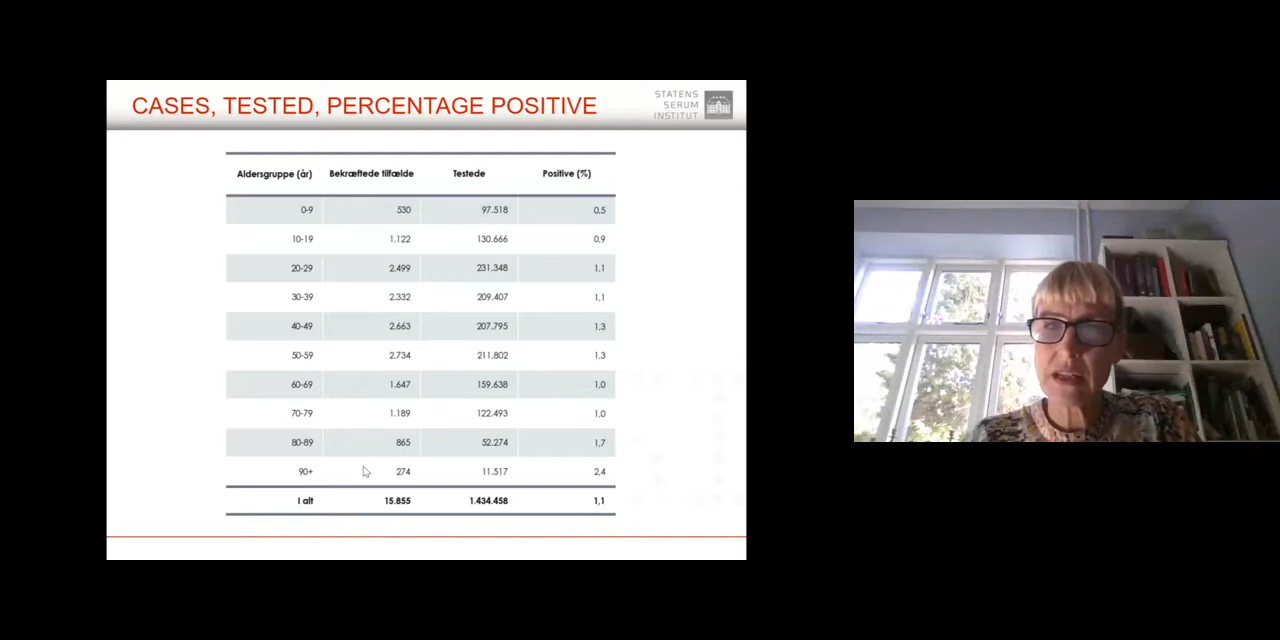 CASES, TESTED, PERCENTAGE POSITIVE
STATENS
SERUM
INSTITUT
Aldersgruppe (år) Bekræftede tilfælde Testede Positive (%)
0-9 530 97.518 0,5
10-19 1.122 130.666 0,9
20-29 2.499 231.348 1,1
30-39 2.332 209.407 1,1
40-49 2.663 207.795 1,3
50-59 2.734 211.802 1,3
60-69 1.647 159.638 1,0
70-79 1.189 122.493 1,0
80-89 865 52.274 1,7
90+ 274 11.517 2,4
I alt 15.855 1.434.458 1,1